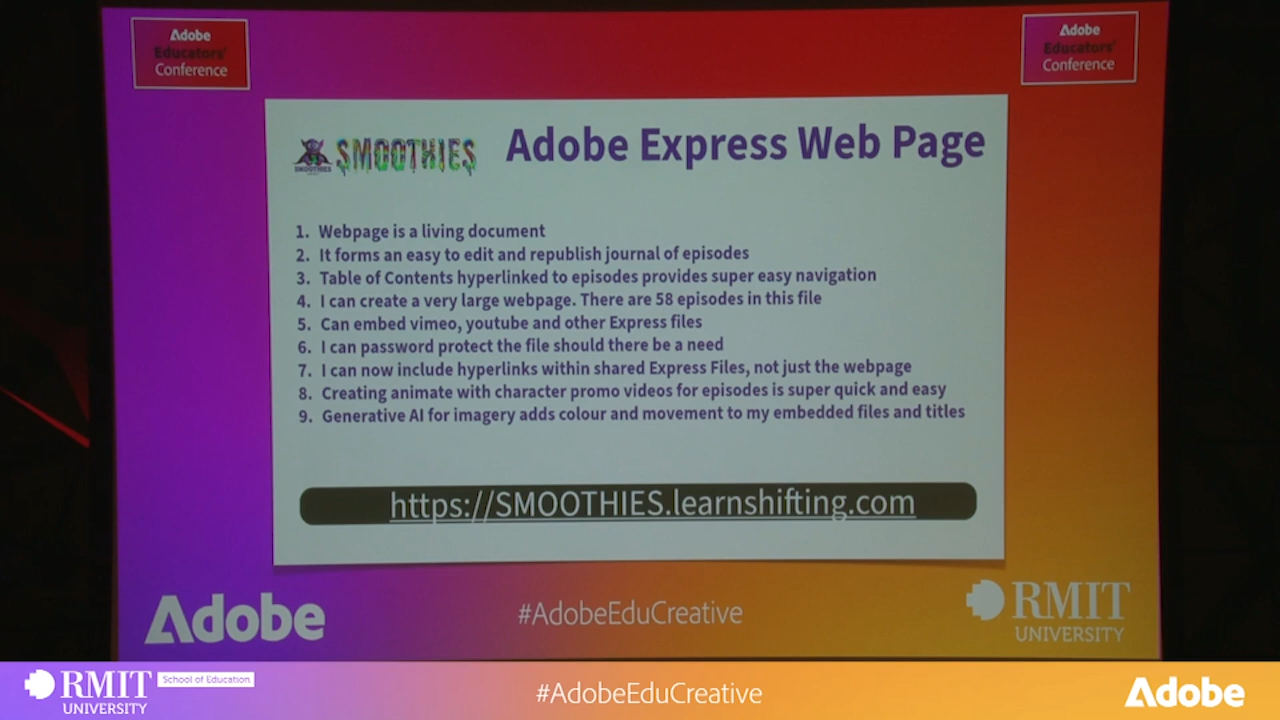 Adobe
Educators'
Conference
Adobe
Educators'
Conference
SMOOTHIES
SMOOTHIES
Adobe Express Web Page
1. Webpage is a living document
2. It forms an easy to edit and republish journal of episodes
3. Table of Contents hyperlinked to episodes provides super easy navigation
4. I can create a very large webpage. There are 58 episodes in this file
5. Can embed vimeo, youtube and other Express files
6. I can password protect the file should there be a need
7. I can now include hyperlinks within shared Express Files, not just the webpage
8. Creating animate with character promo videos for episodes is super quick and easy
9. Generative AI for imagery adds colour and movement to my embedded files and titles
https://SMOOTHIES.learnshifting.com
Adobe
#AdobeEduCreative
RMIT
UNIVERSITY
RMIT
UNIVERSITY
School of Education
#AdobeEduCreative
Adobe